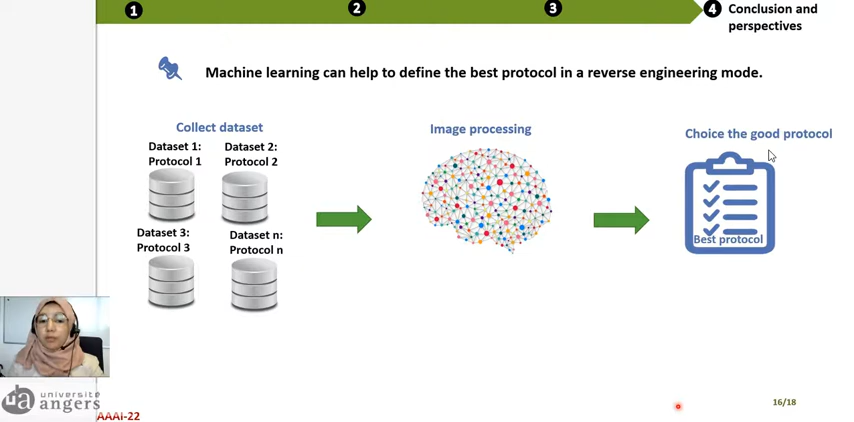 1
2
3
4
Conclusion and
perspectives
Machine learning can help to define the best protocol in a reverse engineering mode.
Collect dataset
Dataset 1:
Protocol 1
Dataset 2:
Protocol 2
Dataset 3:
Protocol 3
Dataset n:
Protocol n
Image processing
Choice the good protocol
Best protocol
ua
université
angers
AAAI-22
16/18